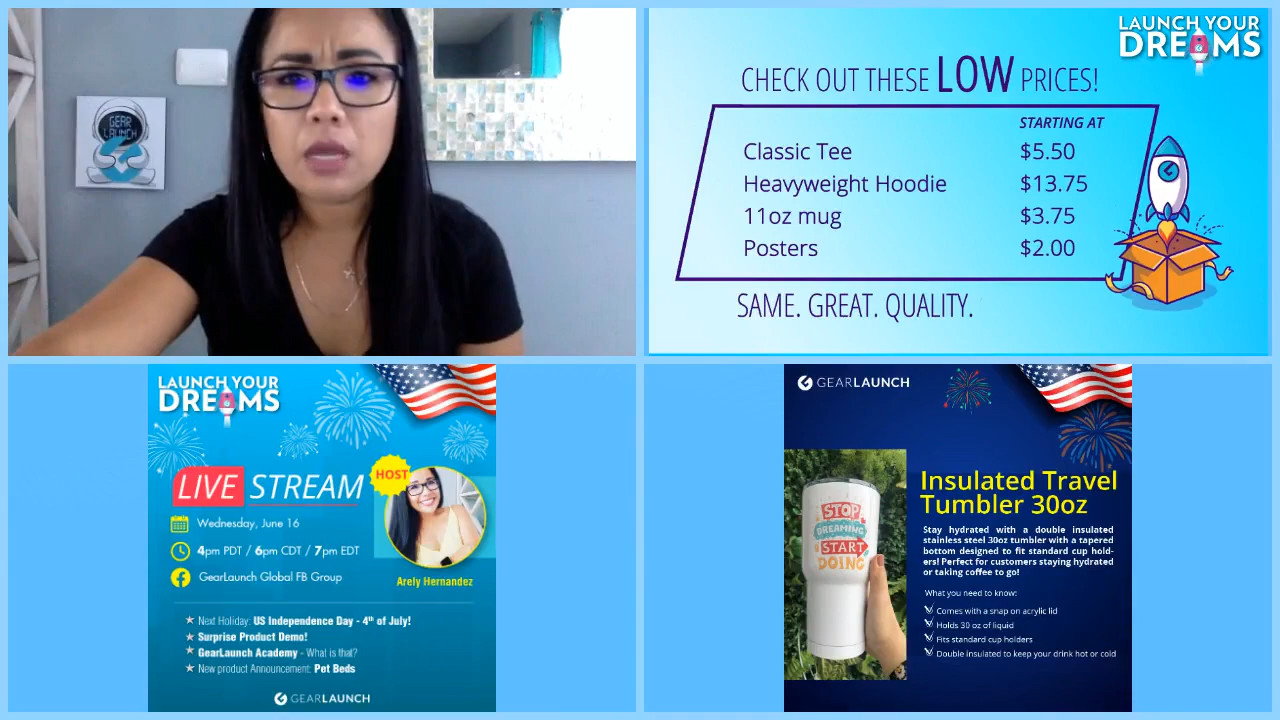 GEAR
LAUNCH
LAUNCH YOUR
DREAMS
CHECK OUT THESE LOW PRICES!
STARTING AT
Classic Tee $5.50
Heavyweight Hoodie $13.75
11oz mug $3.75
Posters $2.00
SAME. GREAT. QUALITY.
LAUNCH YOUR
DREAMS
LIVE STREAM
HOST
Wednesday, June 16
4pm PDT / 6pm CDT / 7pm EDT
GearLaunch Global FB Group
Arely Hernandez
Next Holiday: US Independence Day - 4th of July!
Surprise Product Demo!
GearLaunch Academy - What is that?
New product Announcement: Pet Beds
GEARLAUNCH
GEARLAUNCH
STOP
DREAMING
START
DOING
Insulated Travel
Tumbler 30oz
Stay hydrated with a double insulated
stainless steel 30oz tumbler with a tapered
bottom designed to fit standard cup hold-
ers! Perfect for customers staying hydrated
or taking coffee to go!
What you need to know:
Comes with a snap on acrylic lid
Holds 30 oz of liquid
Fits standard cup holders
Double insulated to keep your drink hot or cold